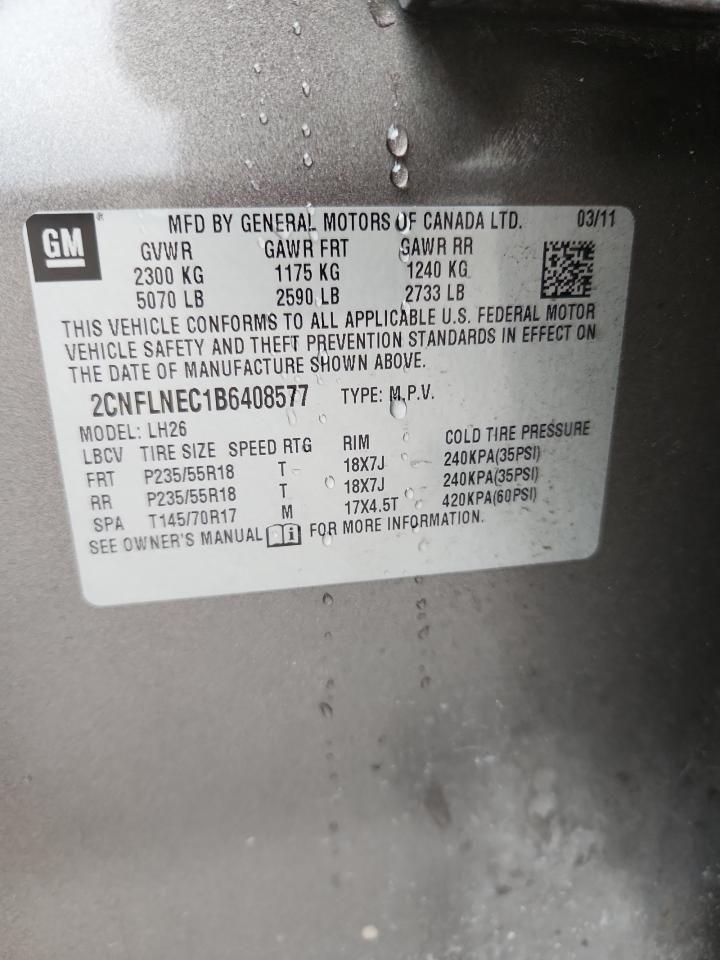 GM ® MFD BY GENERAL MOTORS OF CANADA LTD. 03/11
GVWR GAWR FRT GAWR RR
2300 KG 1175 KG 1240 KG
5070 LB 2590 LB 2733 LB
THIS VEHICLE CONFORMS TO ALL APPLICABLE U.S. FEDERAL MOTOR
VEHICLE SAFETY AND THEFT PREVENTION STANDARDS IN EFFECT ON
THE DATE OF MANUFACTURE SHOWN ABOVE.
2CNFLNEC1B6408577 TYPE: M.P.V.
MODEL: LH26
LBCV TIRE SIZE SPEED RTG RIM COLD TIRE PRESSURE
FRT P235/55R18 T 18X7J 240KPA(35PSI)
RR P235/55R18 T 18X7J 240KPA(35PSI)
SPA T145/70R17 M 17X4.5T 420KPA(60PSI)
SEE OWNER'S MANUAL i FOR MORE INFORMATION.